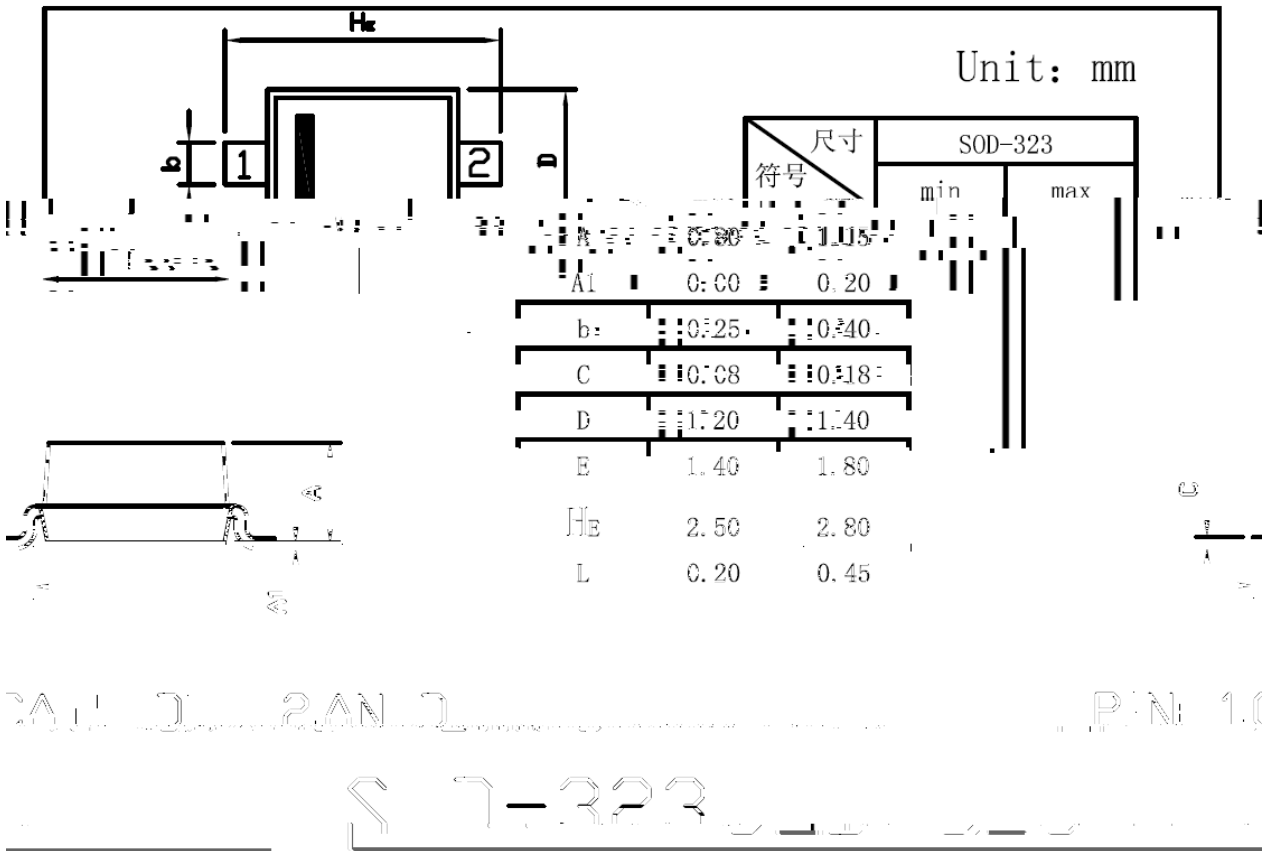 HE
Unit: mm
尺寸
SOD-323
符号
min
max
b
1
2
D
A
A1 0.00 0.20
b 0.25 0.40
C 0.08 0.18
D 1.20 1.40
E 1.40 1.80
A
C
HE 2.50 2.80
L 0.20 0.45
A1